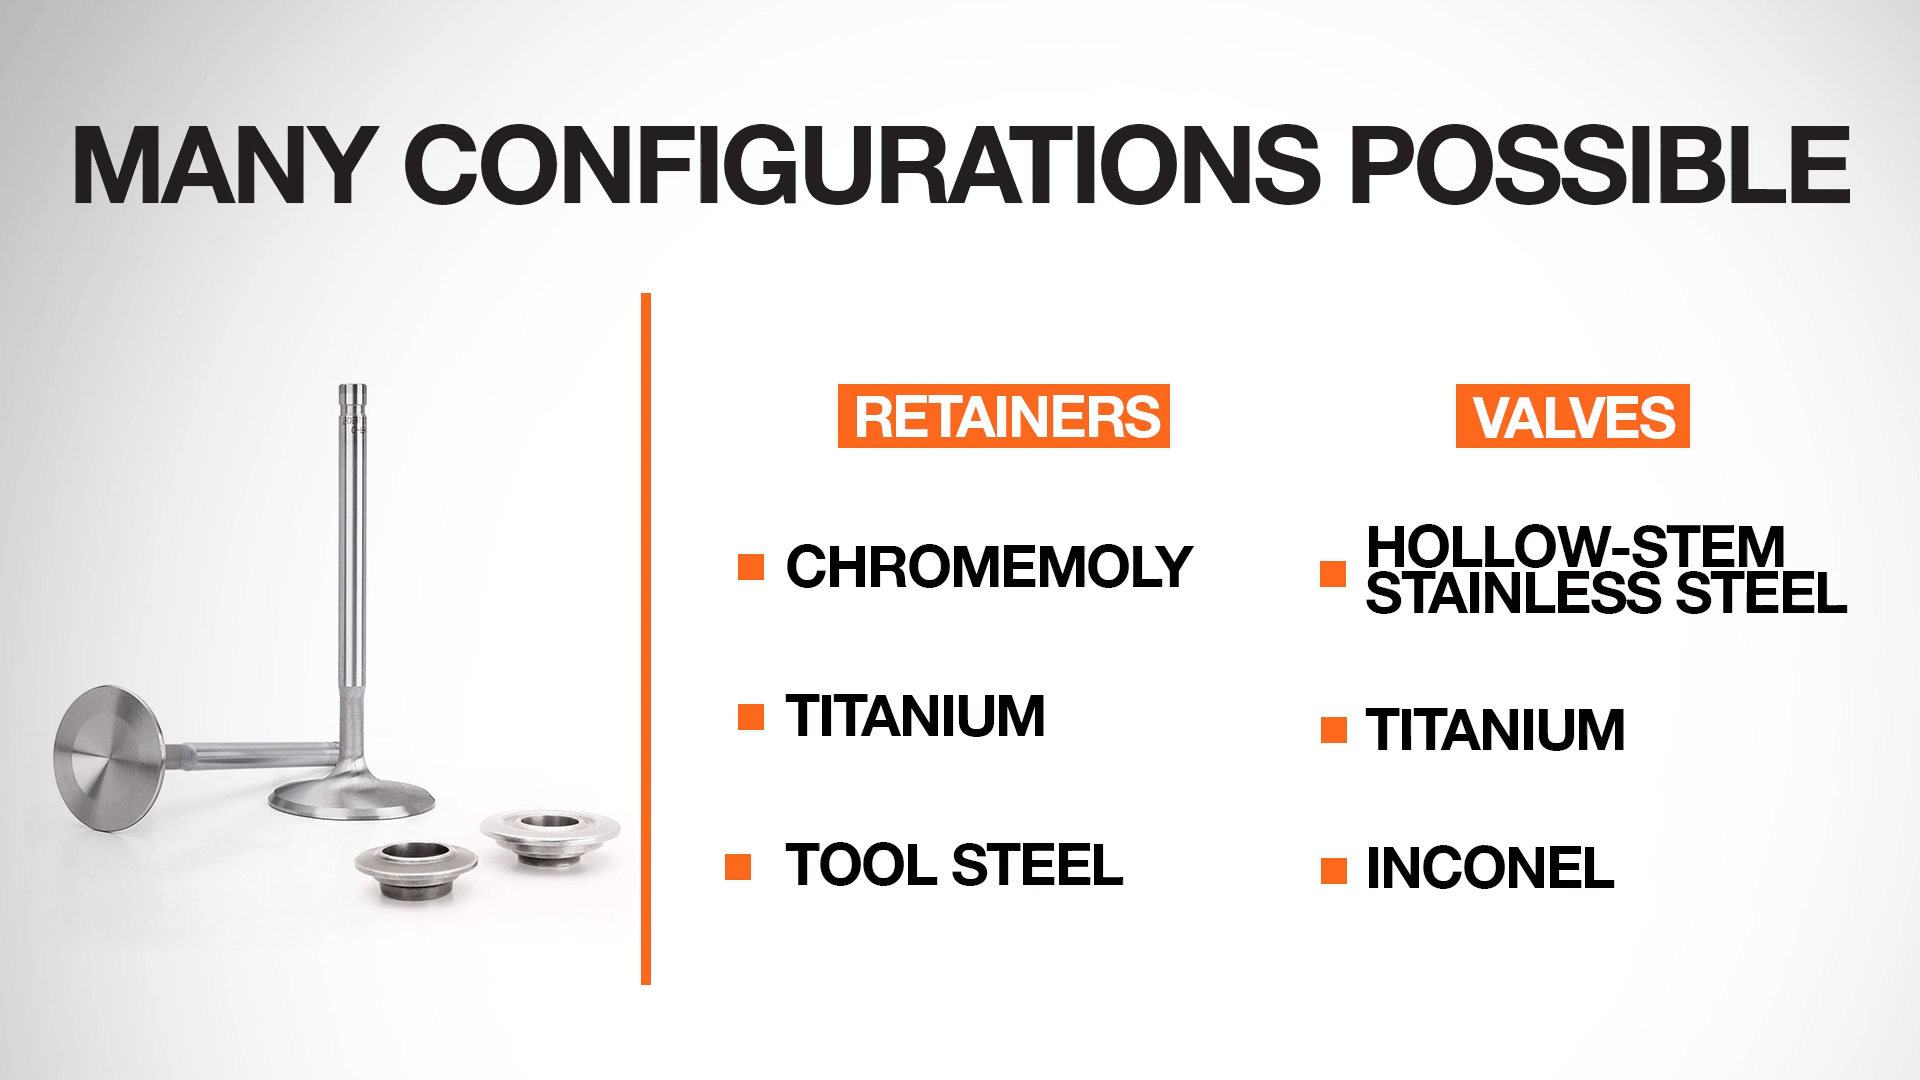 MANY CONFIGURATIONS POSSIBLE
RETAINERS
CHROMEMOLY
TITANIUM
TOOL STEEL
VALVES
HOLLOW-STEM
STAINLESS STEEL
TITANIUM
INCONEL